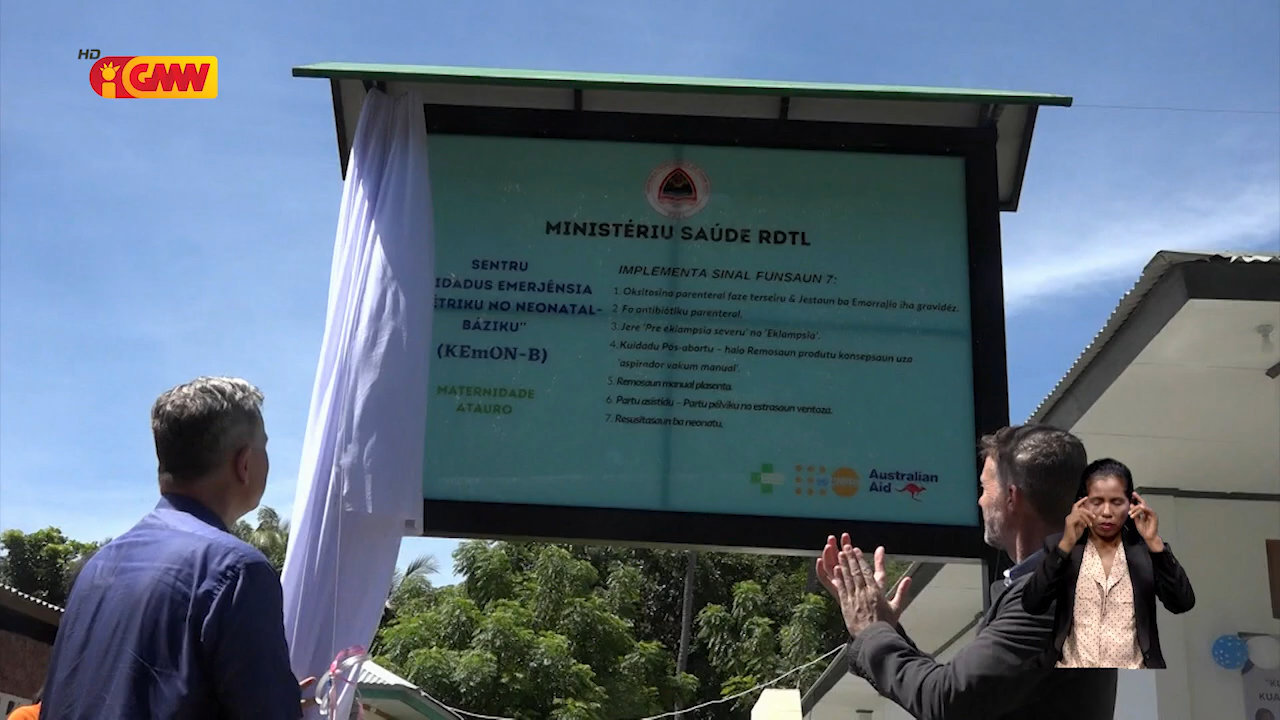 HD
GMN
MINISTÉRIU SAÚDE RDTL
SENTRU
IDADUS EMERJÊNSIA
ÉTRIKU NO NEONATAL-
BÁZIKU"
(KEmON-B)
MATERNIDADE
ATAURO
IMPLEMENTA SINAL FUNSAUN 7:
1. Oksitosina parenteral faze terseiru & Jestaun ba Emorrajia iha gravidéz.
2. Fo antibiótiku parenteral.
3. Jere 'Pre eklampsia severu' no 'Eklampsia'.
4. Kuidadu Pós-abortu – halo Remosaun produtu konsepsaun uza
'aspirador vakum manual'.
5. Remosaun manual plasenta.
6. Partu asistidu – Partu pélviku no estrasaun ventoza.
7. Resusitasaun ba neonatu.
Australian
Aid